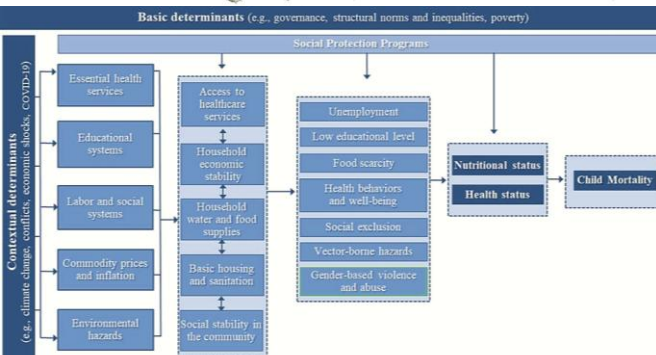 Basic determinants (e.g., governance, structural norms and inequalities, poverty)
Social Protection Programs
Contextual determinants
(e.g., climate change, conflicts, economic shocks, COVID-19)
Essential health
services
Educational
systems
Labor and social
systems
Commodity prices
and inflation
Environmental
hazards
Access to
healthcare
services
Household
economic
stability
Household
water and food
supplies
Basic housing
and sanitation
Social stability in
the community
Unemployment
Low educational level
Food scarcity
Health behaviors
and well-being
Social exclusion
Vector-borne hazards
Gender-based violence
and abuse
Nutritional status
Health status
Child Mortality